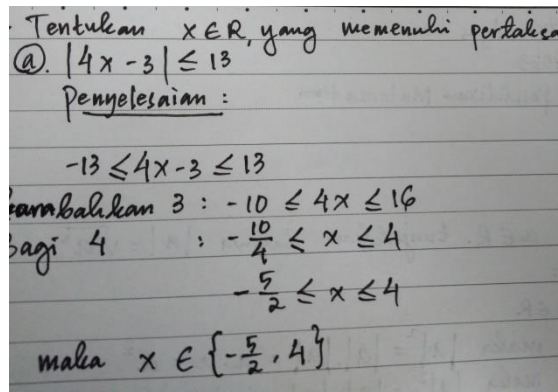 Tentukan x ∈ R, yang memenuhi
(a). |4x - 3| ≤ 13
Penyelesaian :
-13 ≤ 4x - 3 ≤ 13
ambahkan 3 : -10 ≤ 4x ≤ 16
bagi 4 : -10/4 ≤ x ≤ 4
-5/2 ≤ x ≤ 4
maka x ∈ {-5/2, 4}